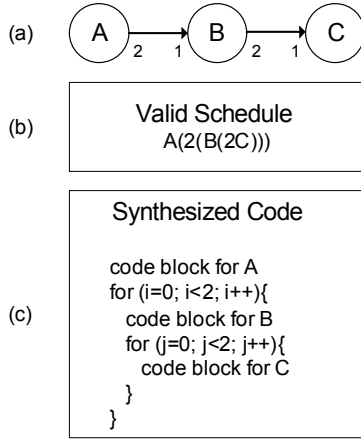 (a) A B C
2 1 2 1
(b)
Valid Schedule
A(2(B(2C)))
(c)
Synthesized Code
code block for A
for (i=0; i<2; i++){
code block for B
for (j=0; j<2; j++){
code block for C
}
}